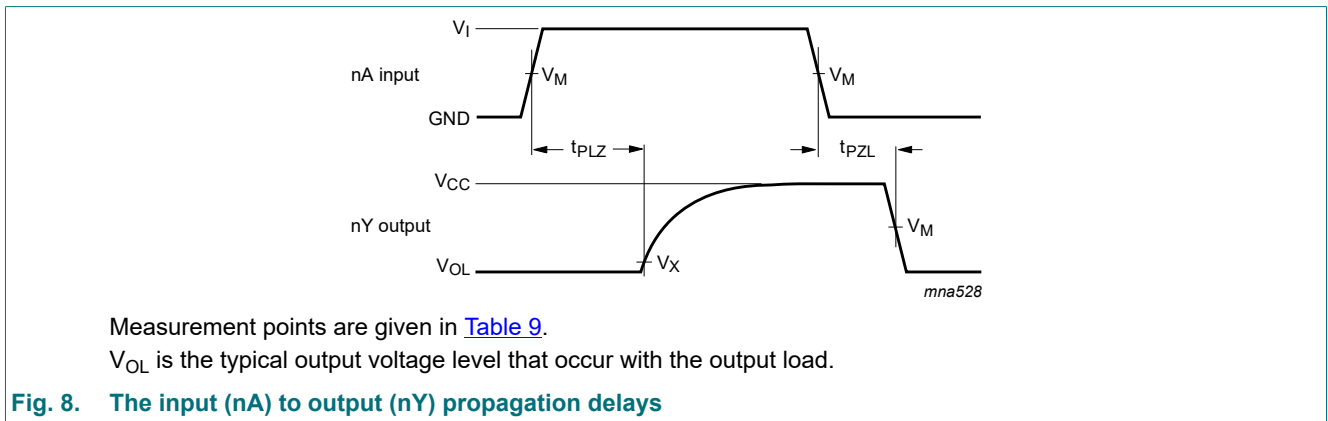 V_I
nA input
V_M
V_M
GND
t_PLZ
t_PZL
V_CC
nY output
V_M
V_OL
V_X
mna528
Measurement points are given in Table 9.
V_OL is the typical output voltage level that occur with the output load.
Fig. 8. The input (nA) to output (nY) propagation delays